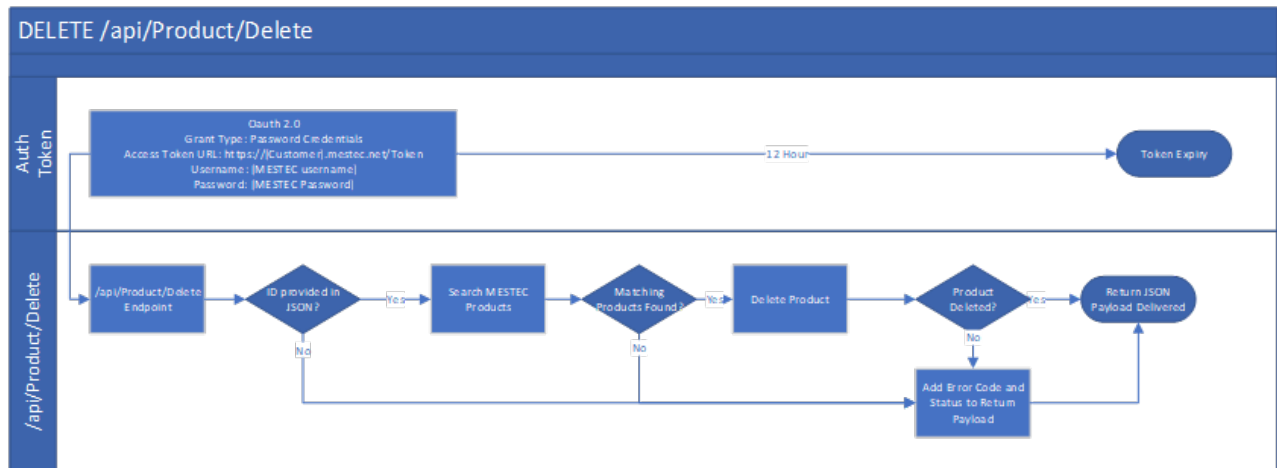 DELETE /api/Product/Delete
Auth
Token
Oauth 2.0
Grant Type: Password Credentials
Access Token URL: https://{Customer}.mestec.net/Token
Username: {MESTEC username}
Password: {MESTEC Password}
12 Hour
Token Expiry
/api/Product/Delete
/api/Product/Delete
Endpoint
ID provided in
JSON?
Yes
Search MESTEC
Products
Matching
Products Found?
Yes
Delete Product
Product
Deleted?
Yes
Return JSON
Payload Delivered
No
No
No
Add Error Code and
Status to Return
Payload